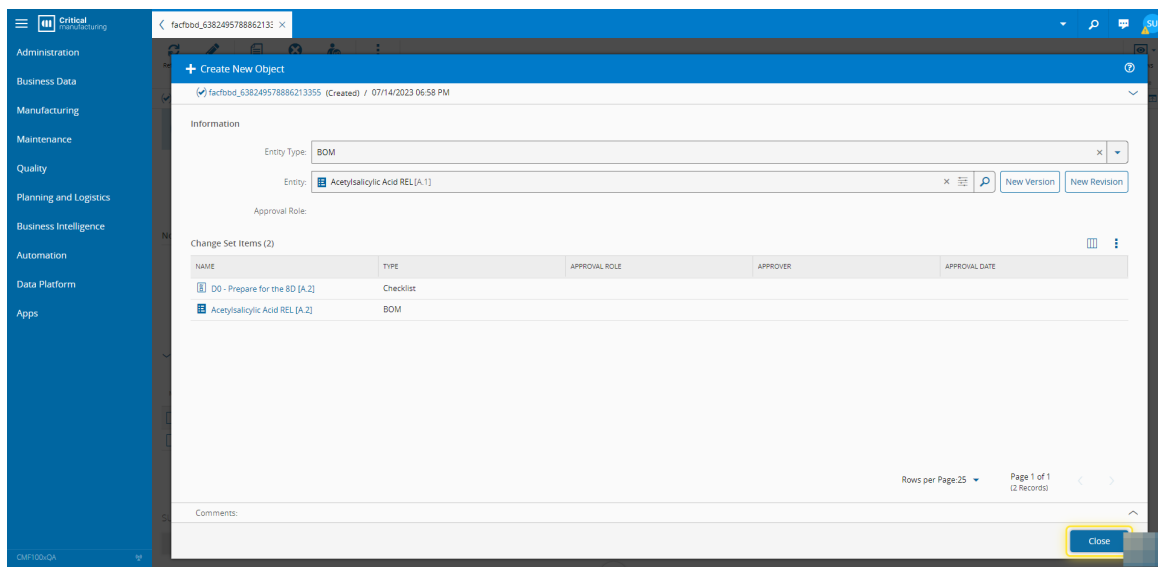 Critical
manufacturing
facfbbd_63824957888621335
SU
Administration
Business Data
Manufacturing
Maintenance
Quality
Planning and Logistics
Business Intelligence
Automation
Data Platform
Apps
CMF100xQA
Create New Object
facfbbd_638249578886213355 (Created) / 07/14/2023 06:58 PM
Information
Entity Type: BOM
Entity: Acetylsalicylic Acid REL [A.1] New Version New Revision
Approval Role:
Change Set Items (2)
NAME TYPE APPROVAL ROLE APPROVER APPROVAL DATE
D0 - Prepare for the 8D [A.2] Checklist
Acetylsalicylic Acid REL [A.2] BOM
Rows per Page:25 Page 1 of 1
(2 Records)
Comments:
Close